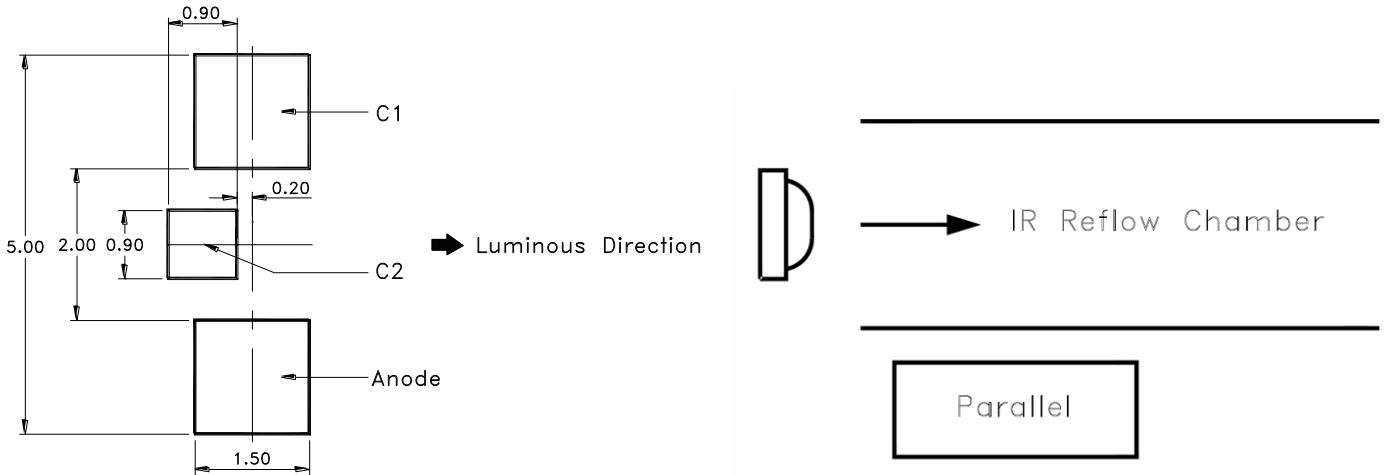 0.90
C1
0.20
5.00
2.00
0.90
Luminous Direction
C2
Anode
1.50
IR Reflow Chamber
Parallel